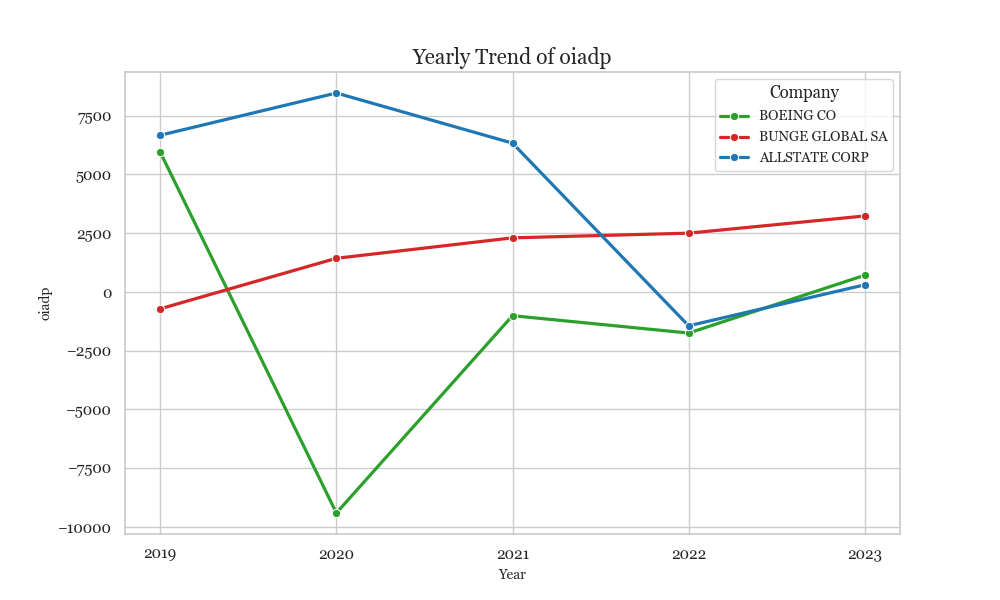 Yearly Trend of oiadp
Company
BOEING CO
BUNGE GLOBAL SA
ALLSTATE CORP
7500
5000
2500
0
−2500
−5000
−7500
−10000
oiadp
2019
2020
2021
2022
2023
Year